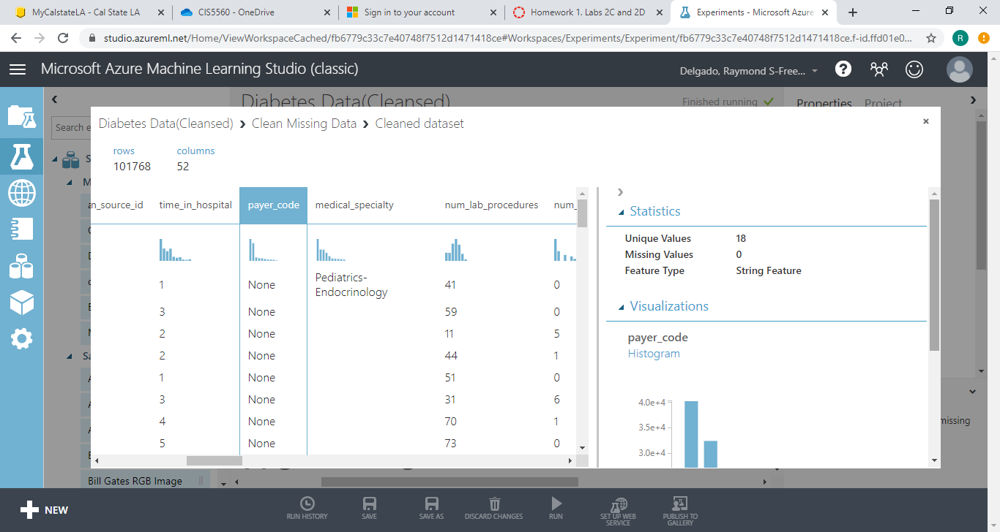 MyCalstateLA - Cal State LA
CIS5560 - OneDrive
Sign in to your account
Homework 1. Labs 2C and 2D
Experiments - Microsoft Azure
studio.azureml.net/Home/ViewWorkspaceCached/fb6779c33c7e40748f7512d1471418ce#Workspaces/Experiments/Experiment/fb6779c33c7e40748f7512d1471418ce.f-id.ffd01e0...
R
Microsoft Azure Machine Learning Studio (classic)
Delgado, Raymond S-Free...
Diabetes Data(Cleansed)
Finished running
Properties
Project
Search e
Diabetes Data(Cleansed) › Clean Missing Data › Cleaned dataset
rows
columns
101768
52
n_source_id
time_in_hospital
payer_code
medical_specialty
num_lab_procedures
num_
1 None Pediatrics-
Endocrinology 41 0
3 None 59 0
2 None 11 5
2 None 44 1
1 None 51 0
3 None 31 6
4 None 70 1
5 None 73 0
Statistics
Unique Values 18
Missing Values 0
Feature Type String Feature
Visualizations
payer_code
Histogram
4.0e+4
3.5e+4
3.0e+4
missing
Bill Gates RGB Image
NEW
RUN HISTORY
SAVE
SAVE AS
DISCARD CHANGES
RUN
SET UP WEB
SERVICE
PUBLISH TO
GALLERY